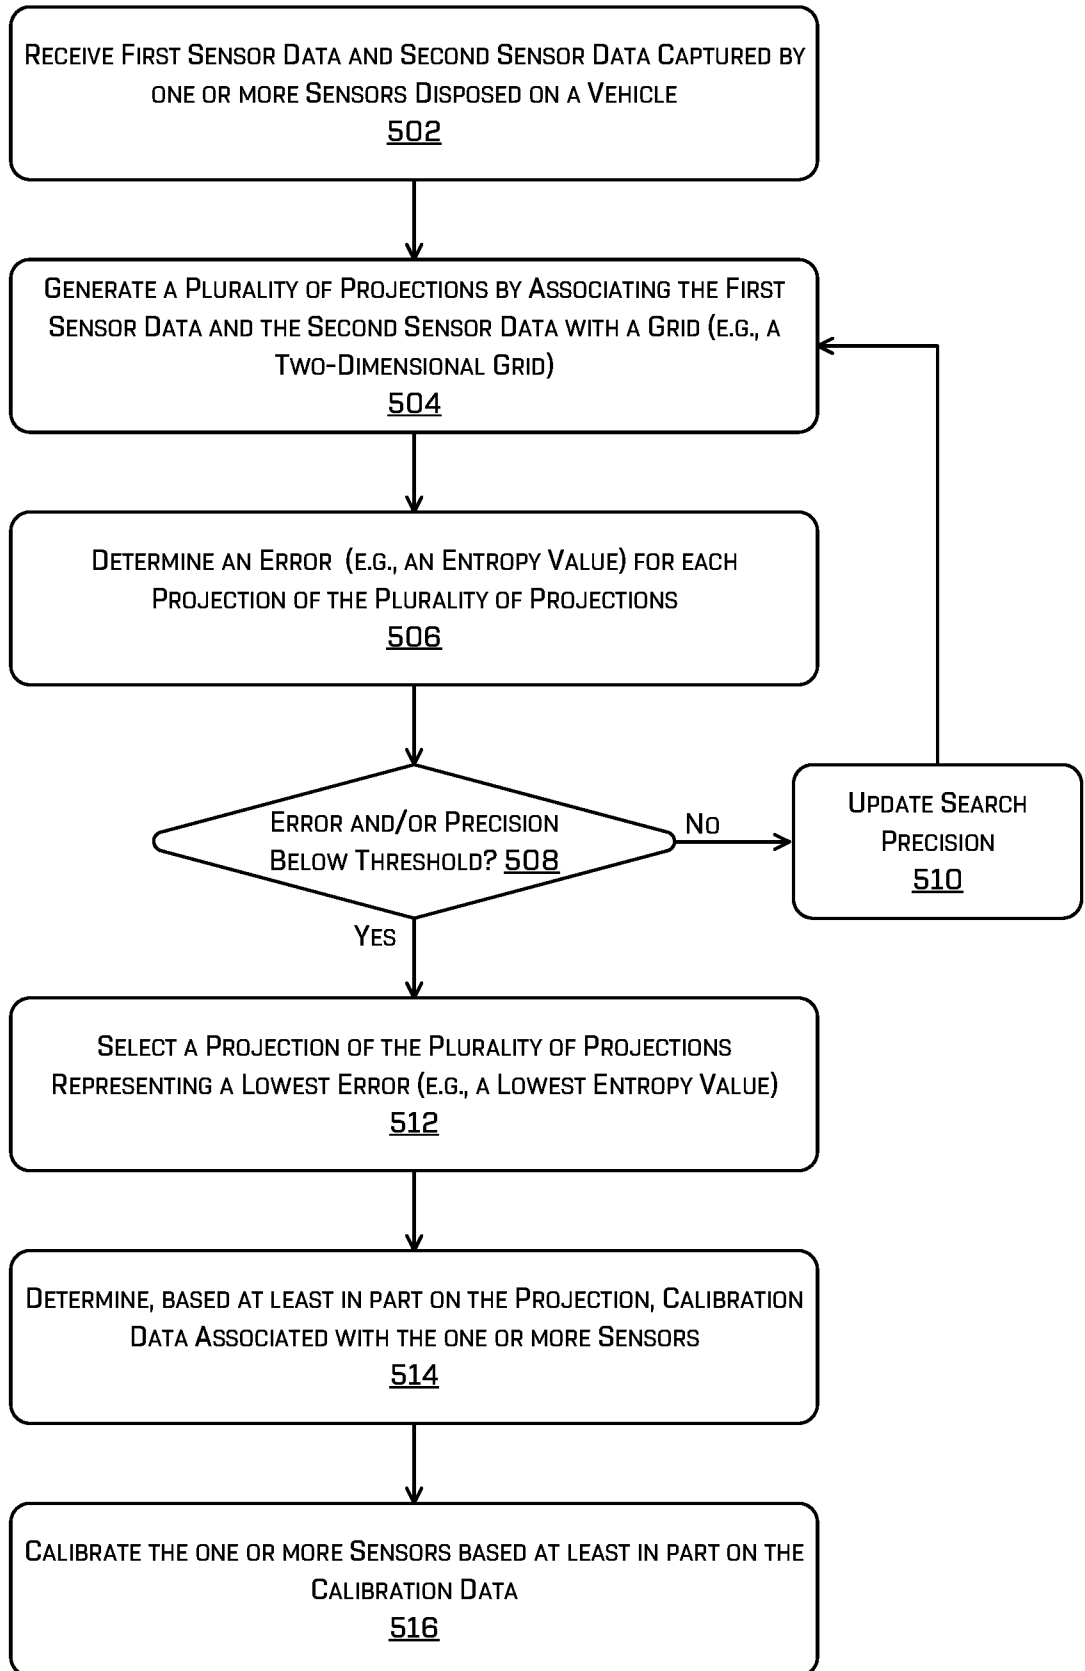 Receive First Sensor Data and Second Sensor Data Captured by
one or more Sensors Disposed on a Vehicle
502
Generate a Plurality of Projections by Associating the First
Sensor Data and the Second Sensor Data with a Grid (e.g., a
Two-Dimensional Grid)
504
Determine an Error (e.g., an Entropy Value) for each
Projection of the Plurality of Projections
506
Error and/or Precision
Below Threshold? 508
No
Update Search
Precision
510
Yes
Select a Projection of the Plurality of Projections
Representing a Lowest Error (e.g., a Lowest Entropy Value)
512
Determine, based at least in part on the Projection, Calibration
Data Associated with the one or more Sensors
514
Calibrate the one or more Sensors based at least in part on the
Calibration Data
516